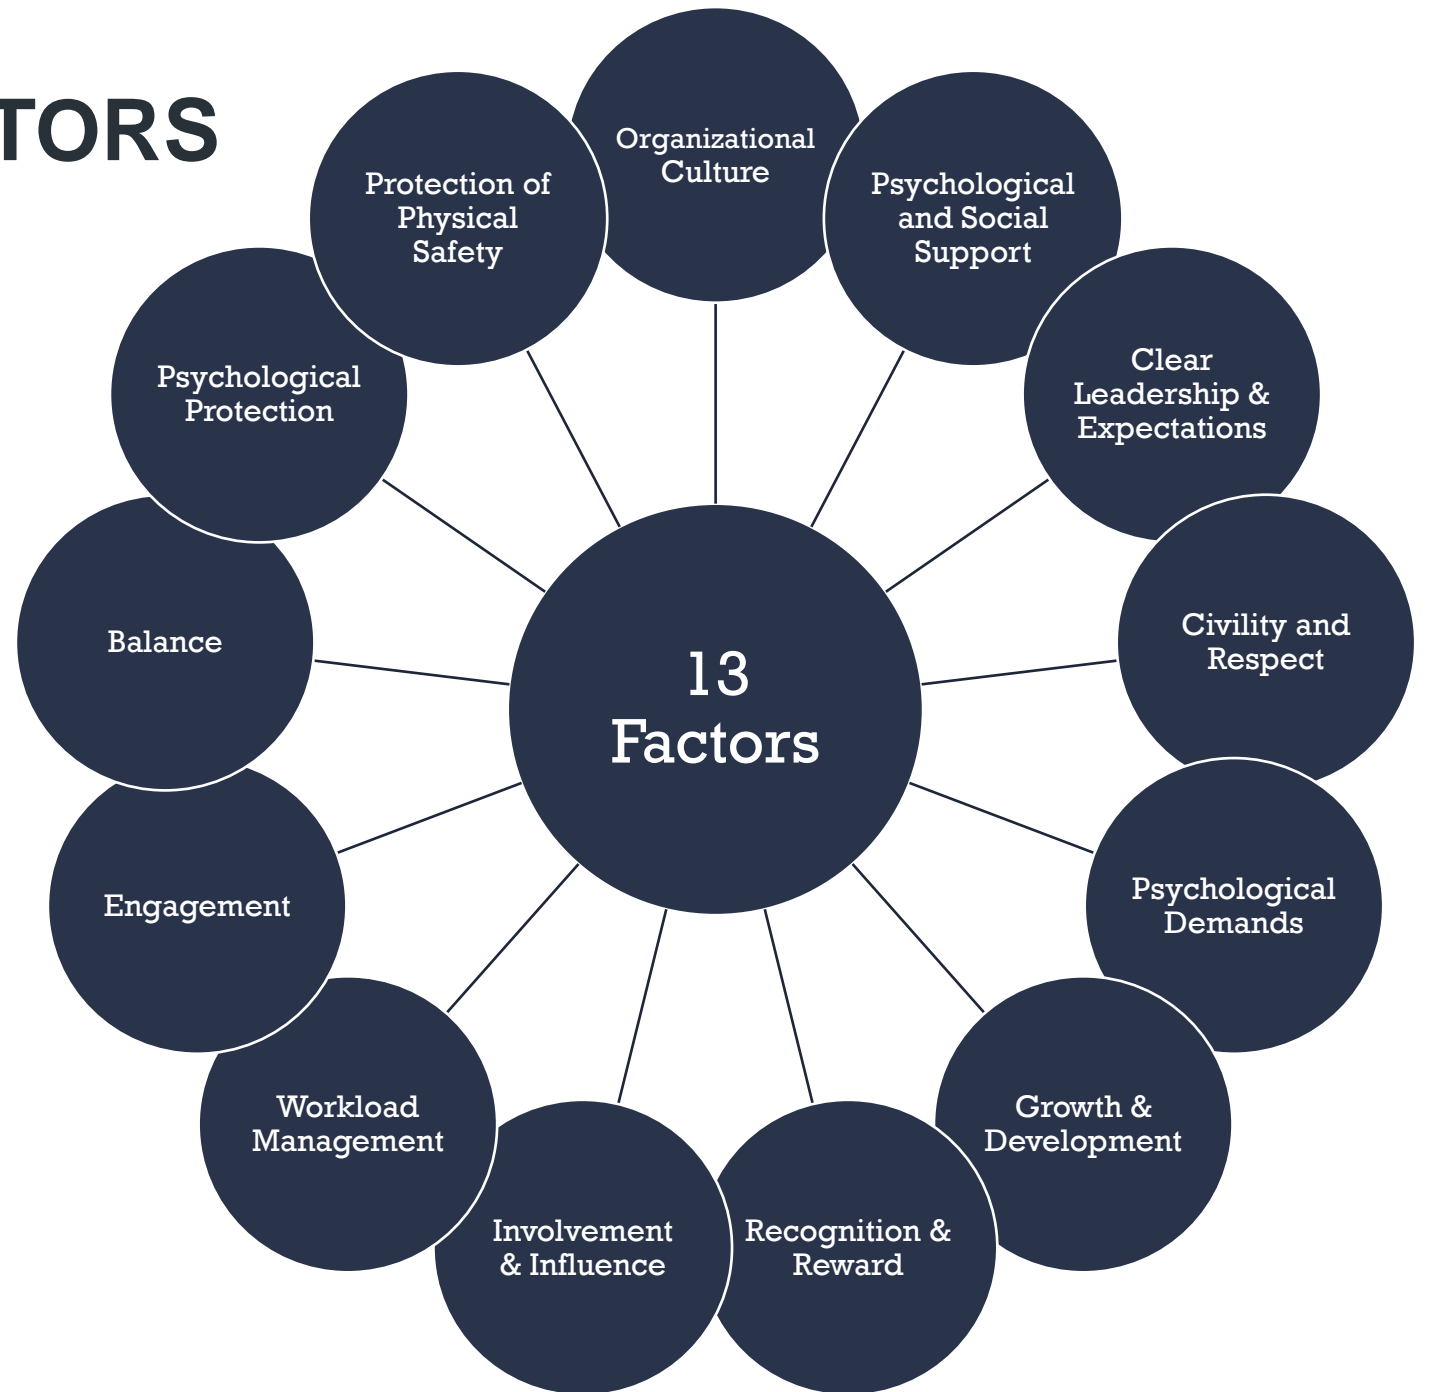 TORS
Organizational
Culture
Psychological
and Social
Support
Clear
Leadership &
Expectations
Civility and
Respect
Psychological
Demands
Growth &
Development
Recognition &
Reward
Involvement
& Influence
Workload
Management
Engagement
Balance
Psychological
Protection
Protection of
Physical
Safety
13
Factors